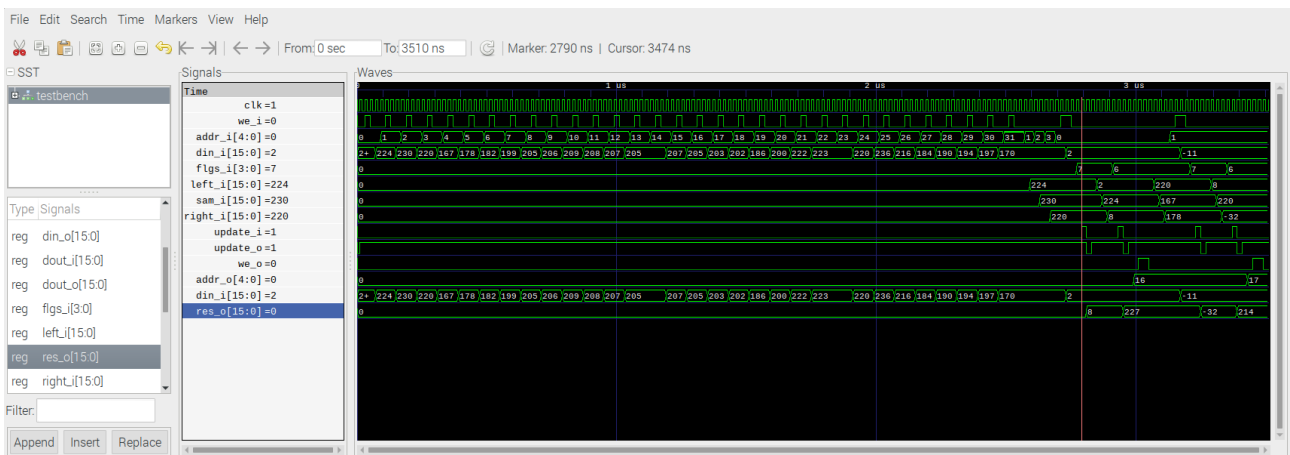 File Edit Search Time Markers View Help
From: 0 sec To: 3510 ns | Marker: 2790 ns | Cursor: 3474 ns
SST
testbench
Type Signals
reg din_o[15:0]
reg dout_i[15:0]
reg dout_o[15:0]
reg flgs_i[3:0]
reg left_i[15:0]
reg res_o[15:0]
reg right_i[15:0]
Filter:
Append Insert Replace
Signals
Time
clk =1
we_i =0
addr_i[4:0] =0
din_i[15:0] =2
flgs_i[3:0] =7
left_i[15:0] =224
sam_i[15:0] =230
right_i[15:0] =220
update_i =1
update_o =1
we_o =0
addr_o[4:0] =0
din_i[15:0] =2
res_o[15:0] =0
Waves
1 us 2 us 3 us
0 1 2 3 4 5 6 7 8 9 10 11 12 13 14 15 16 17 18 19 20 21 22 23 24 25 26 27 28 29 30 31 1 2 3 0 1
2+ 224 230 220 167 178 182 199 205 206 209 208 207 205 207 205 203 202 186 200 222 223 220 236 216 184 190 194 197 170 2 -11
0 7 6 7 6
0 224 2 220 8
0 230 224 167 220
0 220 8 178 -32
0 16 17
2+ 224 230 220 167 178 182 199 205 206 209 208 207 205 207 205 203 202 186 200 222 223 220 236 216 184 190 194 197 170 2 -11
0 8 227 -32 214